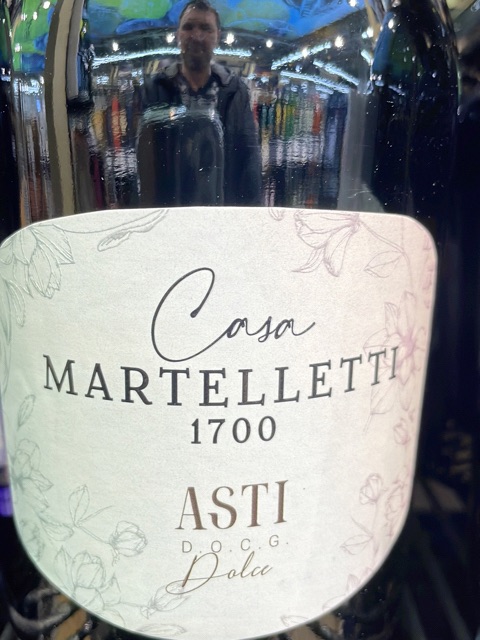 Casa
MARTELLETTI
1700
ASTI
D.O.C.G.
Dolce